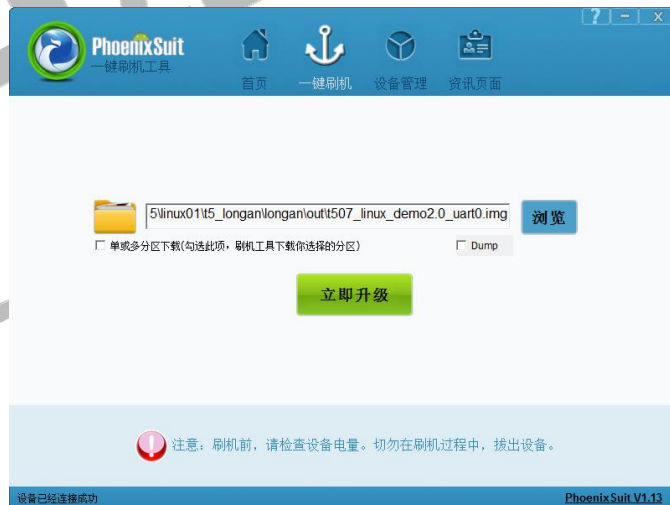 ? - x
PhoenixSuit
一键刷机工具
首页 一键刷机 设备管理 资讯页面
5\linux01\t5_longan\longan\out\t507_linux_demo2.0_uart0.img 浏览
单或多分区下载(勾选此项，刷机工具下载你选择的分区) Dump
立即升级
注意：刷机前，请检查设备电量。切勿在刷机过程中，拔出设备。
设备已经连接成功 PhoenixSuit V1.13